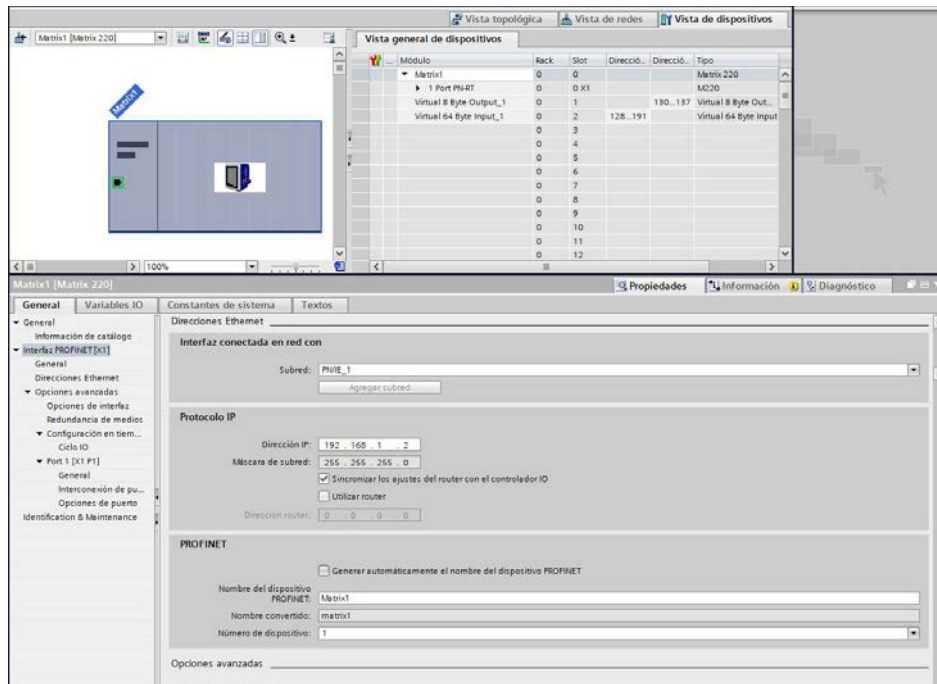 Vista topológica Vista de redes Vista de dispositivos
Matrix1 [Matrix 220]
Vista general de dispositivos
Módulo Rack Slot Direcció... Direcció... Tipo
Matrix1 0 0 Matrix 220
1 Port PN-RT 0 0 X1 M220
Virtual 8 Byte Output_1 0 1 130...137 Virtual 8 Byte Out...
Virtual 64 Byte Input_1 0 2 128...191 Virtual 64 Byte Input
0 3
0 4
0 5
0 6
0 7
0 8
0 9
0 10
0 11
0 12
Matrix1
100%
Matrix1 [Matrix 220]
Propiedades Información Diagnóstico
General Variables IO Constantes de sistema Textos
General
Información de catálogo
Interfaz PROFINET [X1]
General
Direcciones Ethernet
Opciones avanzadas
Opciones de interfaz
Redundancia de medios
Configuración en tiem...
Ciclo IO
Port 1 [X1 P1]
General
Interconexión de pu...
Opciones de puerto
Identification & Maintenance
Direcciones Ethernet
Interfaz conectada en red con
Subred: PN/IE_1
Agregar subred
Protocolo IP
Dirección IP: 192 . 168 . 1 . 2
Máscara de subred: 255 . 255 . 255 . 0
Sincronizar los ajustes del router con el controlador IO
Utilizar router
Dirección router: 0 . 0 . 0 . 0
PROFINET
Generar automáticamente el nombre del dispositivo PROFINET
Nombre del dispositivo
PROFINET: Matrix1
Nombre convertido: matrix1
Número de dispositivo: 1
Opciones avanzadas